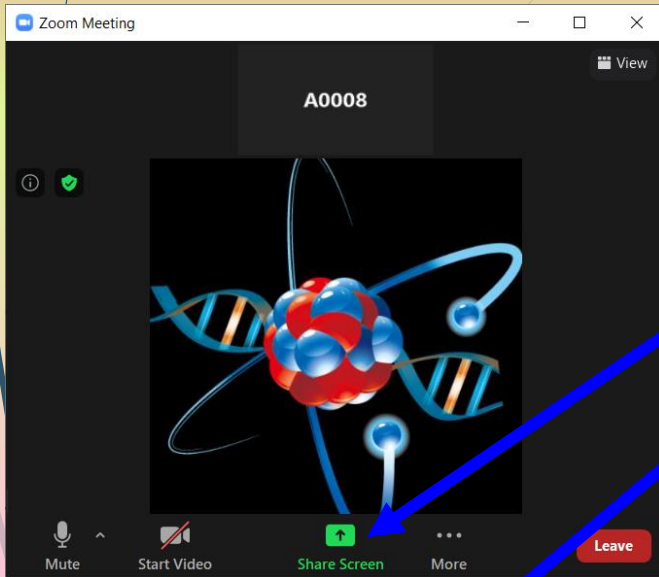 Zoom Meeting
View
A0008
Mute
Start Video
Share Screen
More
Leave